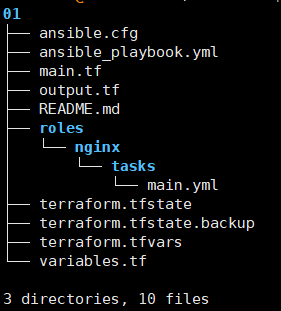 01
├── ansible.cfg
├── ansible_playbook.yml
├── main.tf
├── output.tf
├── README.md
├── roles
│   └── nginx
│       └── tasks
│           └── main.yml
├── terraform.tfstate
├── terraform.tfstate.backup
├── terraform.tfvars
└── variables.tf

3 directories, 10 files